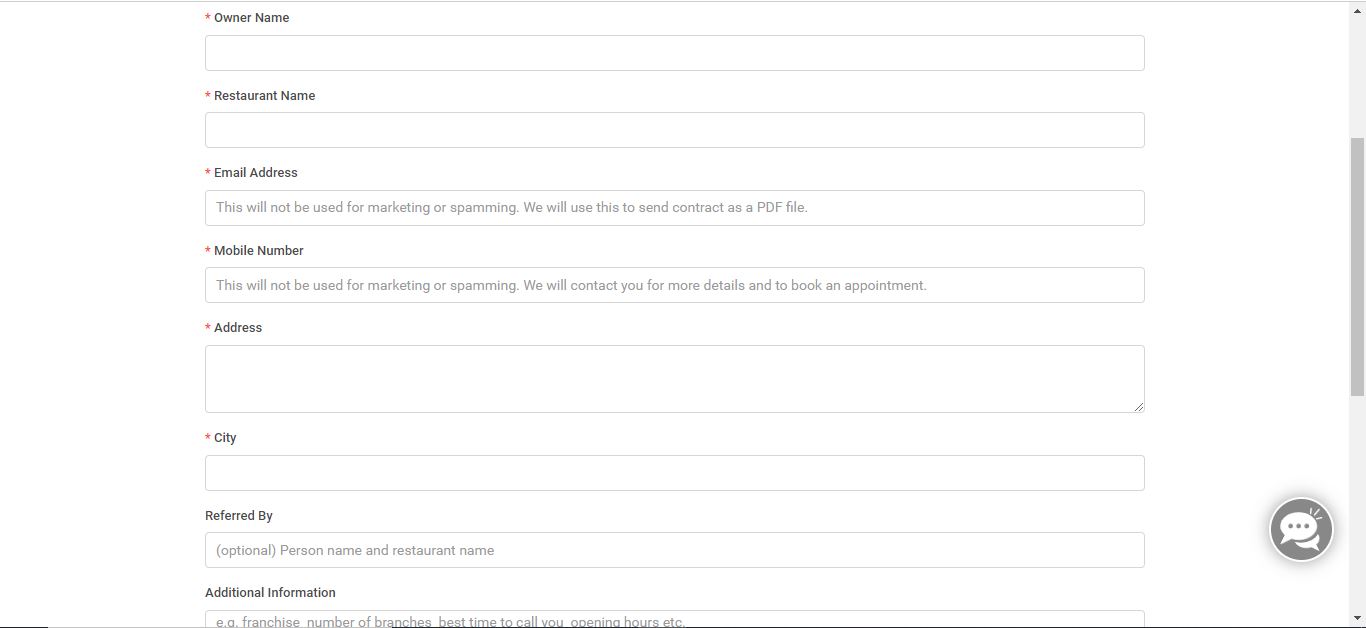 * Owner Name
* Restaurant Name
* Email Address
This will not be used for marketing or spamming. We will use this to send contract as a PDF file.
* Mobile Number
This will not be used for marketing or spamming. We will contact you for more details and to book an appointment.
* Address
* City
Referred By
(optional) Person name and restaurant name
Additional Information
e.g. franchise, number of branches, best time to call you, opening hours etc.